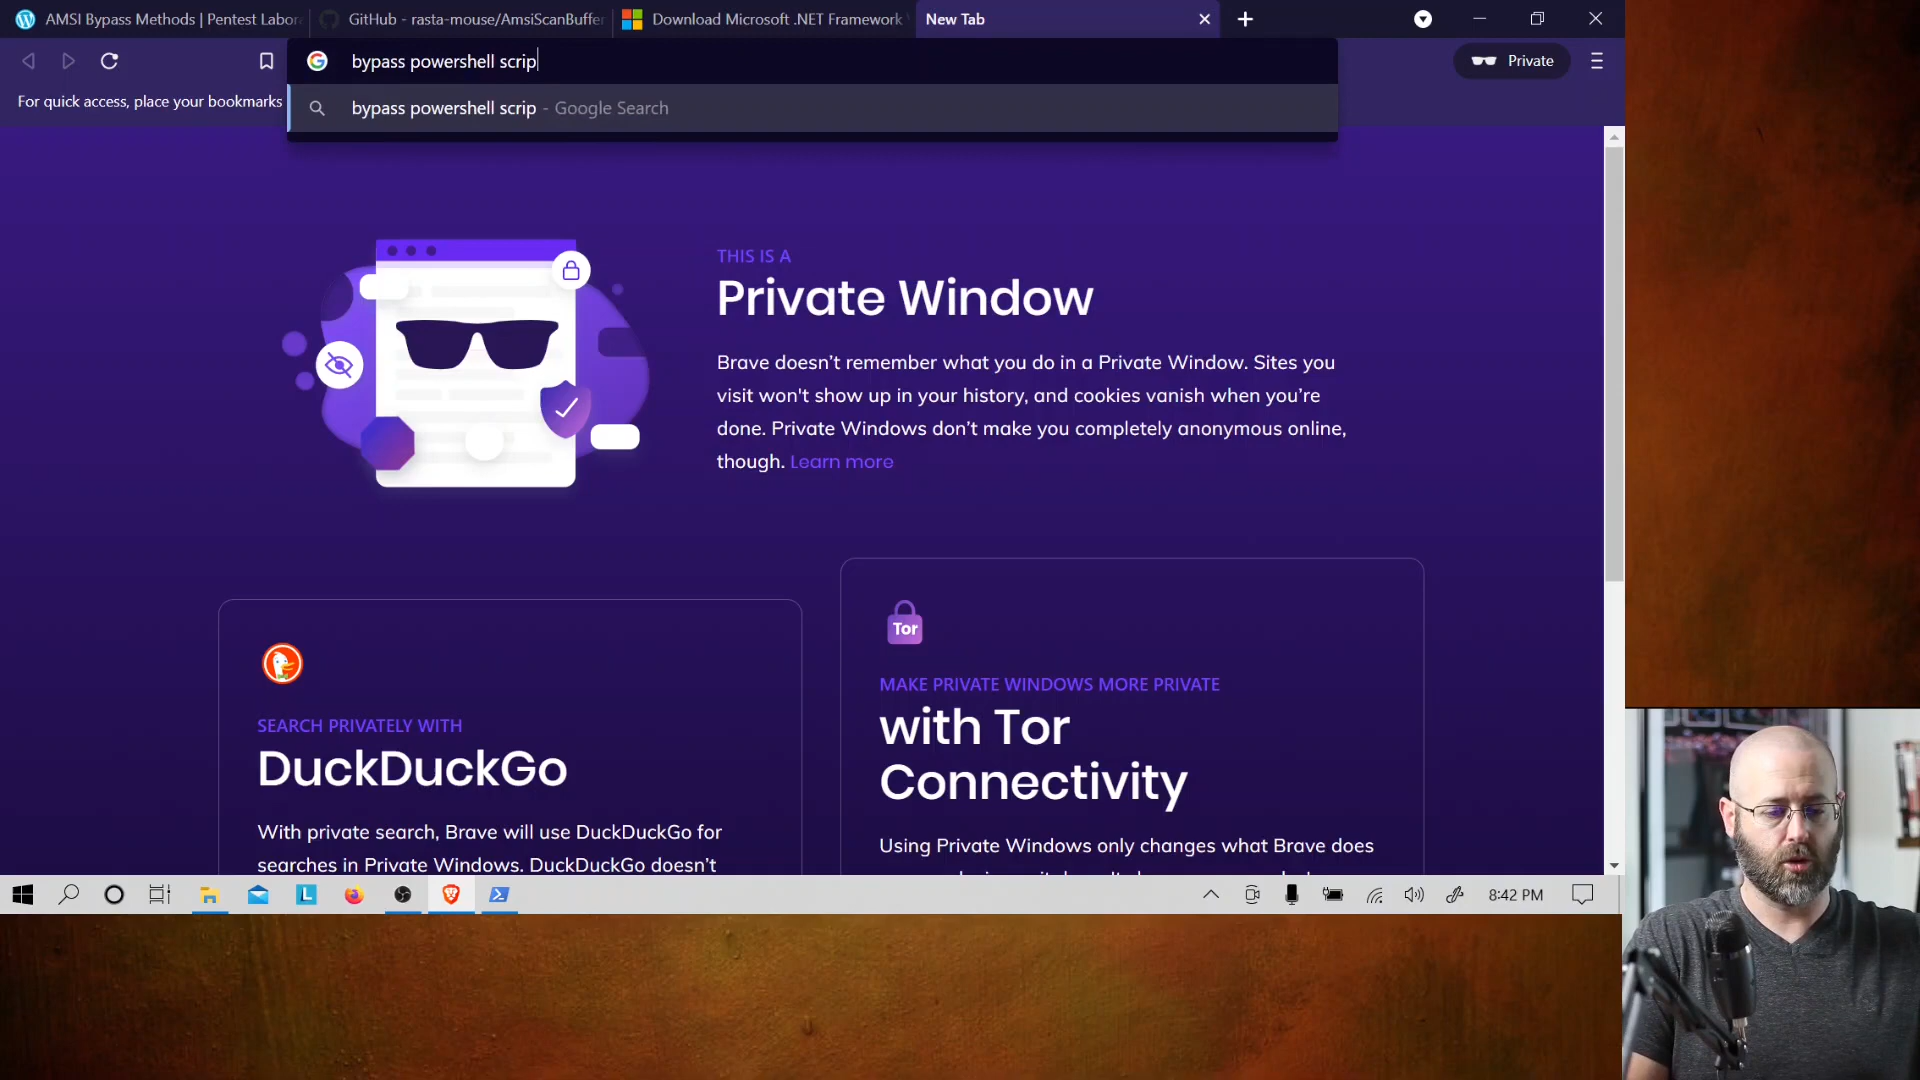 AMSI Bypass Methods | Pentest Labor
GitHub - rasta-mouse/AmsiScanBuffer
Download Microsoft .NET Framework
New Tab
bypass powershell scrip
Private
For quick access, place your bookmarks
bypass powershell scrip - Google Search
THIS IS A
Private Window
Brave doesn't remember what you do in a Private Window. Sites you
visit won't show up in your history, and cookies vanish when you're
done. Private Windows don't make you completely anonymous online,
though. Learn more
SEARCH PRIVATELY WITH
DuckDuckGo
With private search, Brave will use DuckDuckGo for
searches in Private Windows. DuckDuckGo doesn't
Tor
MAKE PRIVATE WINDOWS MORE PRIVATE
with Tor
Connectivity
Using Private Windows only changes what Brave does
L
8:42 PM